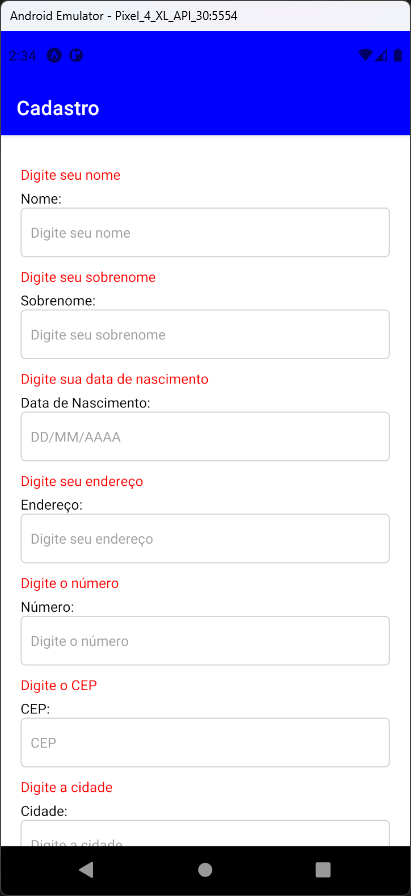 Android Emulator - Pixel_4_XL_API_30:5554
2:34
Cadastro
Digite seu nome
Nome:
Digite seu nome
Digite seu sobrenome
Sobrenome:
Digite seu sobrenome
Digite sua data de nascimento
Data de Nascimento:
DD/MM/AAAA
Digite seu endereço
Endereço:
Digite seu endereço
Digite o número
Número:
Digite o número
Digite o CEP
CEP:
CEP
Digite a cidade
Cidade:
Digite a cidade